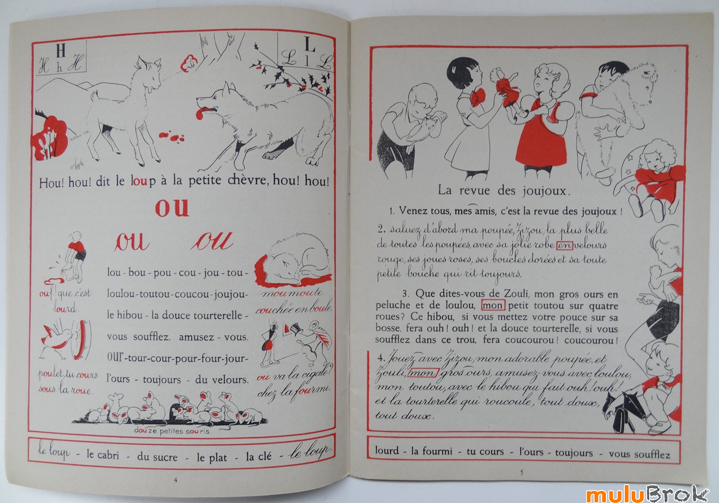 H
H h H
L
L l L
Hou! hou! dit le loup à la petite chèvre, hou! hou!
ou
ou ou
ouf que c'est
lourd.
poulet, tu cours
sous la roue.
lou - bou - pou - cou - jou - tou -
loulou-toutou-coucou-joujou-
le hibou - la douce tourterelle -
vous soufflez. amusez - vous.
our-tour-cour-pour-four-jour-
l'ours - toujours - du velours.
moumoute
couchée en boule.
où va la cigale?
chez la fourmi.
douze petites souris
le loup - le cabri - du sucre - le plat - la clé - le loup.
4
La revue des joujoux.
1. Venez tous, mes amis, c'est la revue des joujoux !
2. saluez d'abord ma poupée, Zizou, la plus belle
de toutes les poupées, avec sa jolie robe en velours
rouge, ses joues roses, ses boucles dorées et sa toute
petite bouche qui rit toujours.
3. Que dites-vous de Zouli, mon gros ours en
peluche et de loulou, mon petit toutou sur quatre
roues? Ce hibou, si vous mettez votre pouce sur sa
bosse, fera ouh ! ouh ! et la douce tourterelle, si vous
soufflez dans ce trou, fera coucourou ! coucourou !
4. Jouez avec Zizou, mon adorable poupée, et
Zouli, mon gros ours, amusez-vous avec loulou,
mon toutou, avec le hibou qui fait ouh! ouh!
et la tourterelle qui roucoule, tout doux,
tout doux.
lourd - la fourmi - tu cours - l'ours - toujours - vous soufflez
5
muluBrok